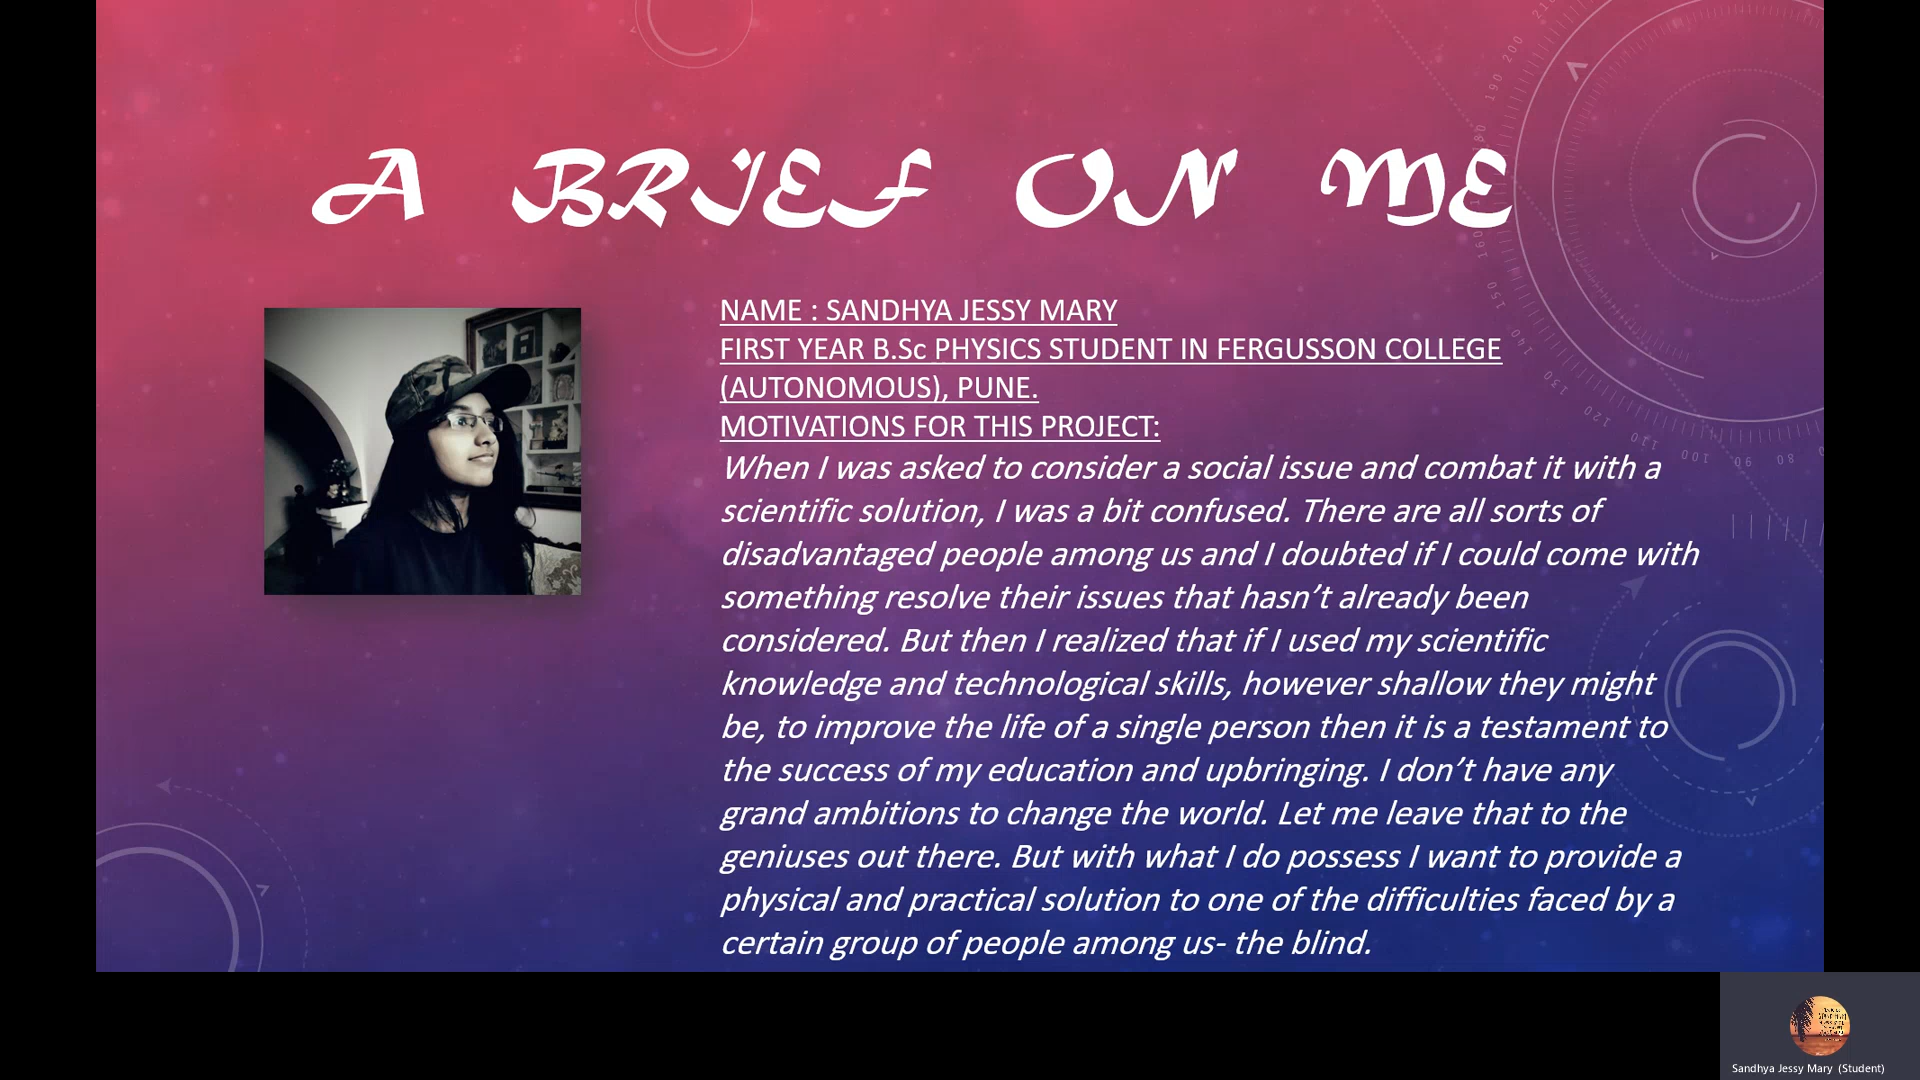 A BRIEF ON ME
NAME : SANDHYA JESSY MARY
FIRST YEAR B.Sc PHYSICS STUDENT IN FERGUSSON COLLEGE
(AUTONOMOUS), PUNE.
MOTIVATIONS FOR THIS PROJECT:
When I was asked to consider a social issue and combat it with a
scientific solution, I was a bit confused. There are all sorts of
disadvantaged people among us and I doubted if I could come with
something resolve their issues that hasn’t already been
considered. But then I realized that if I used my scientific
knowledge and technological skills, however shallow they might
be, to improve the life of a single person then it is a testament to
the success of my education and upbringing. I don’t have any
grand ambitions to change the world. Let me leave that to the
geniuses out there. But with what I do possess I want to provide a
physical and practical solution to one of the difficulties faced by a
certain group of people among us- the blind.
Sandhya Jessy Mary (Student)